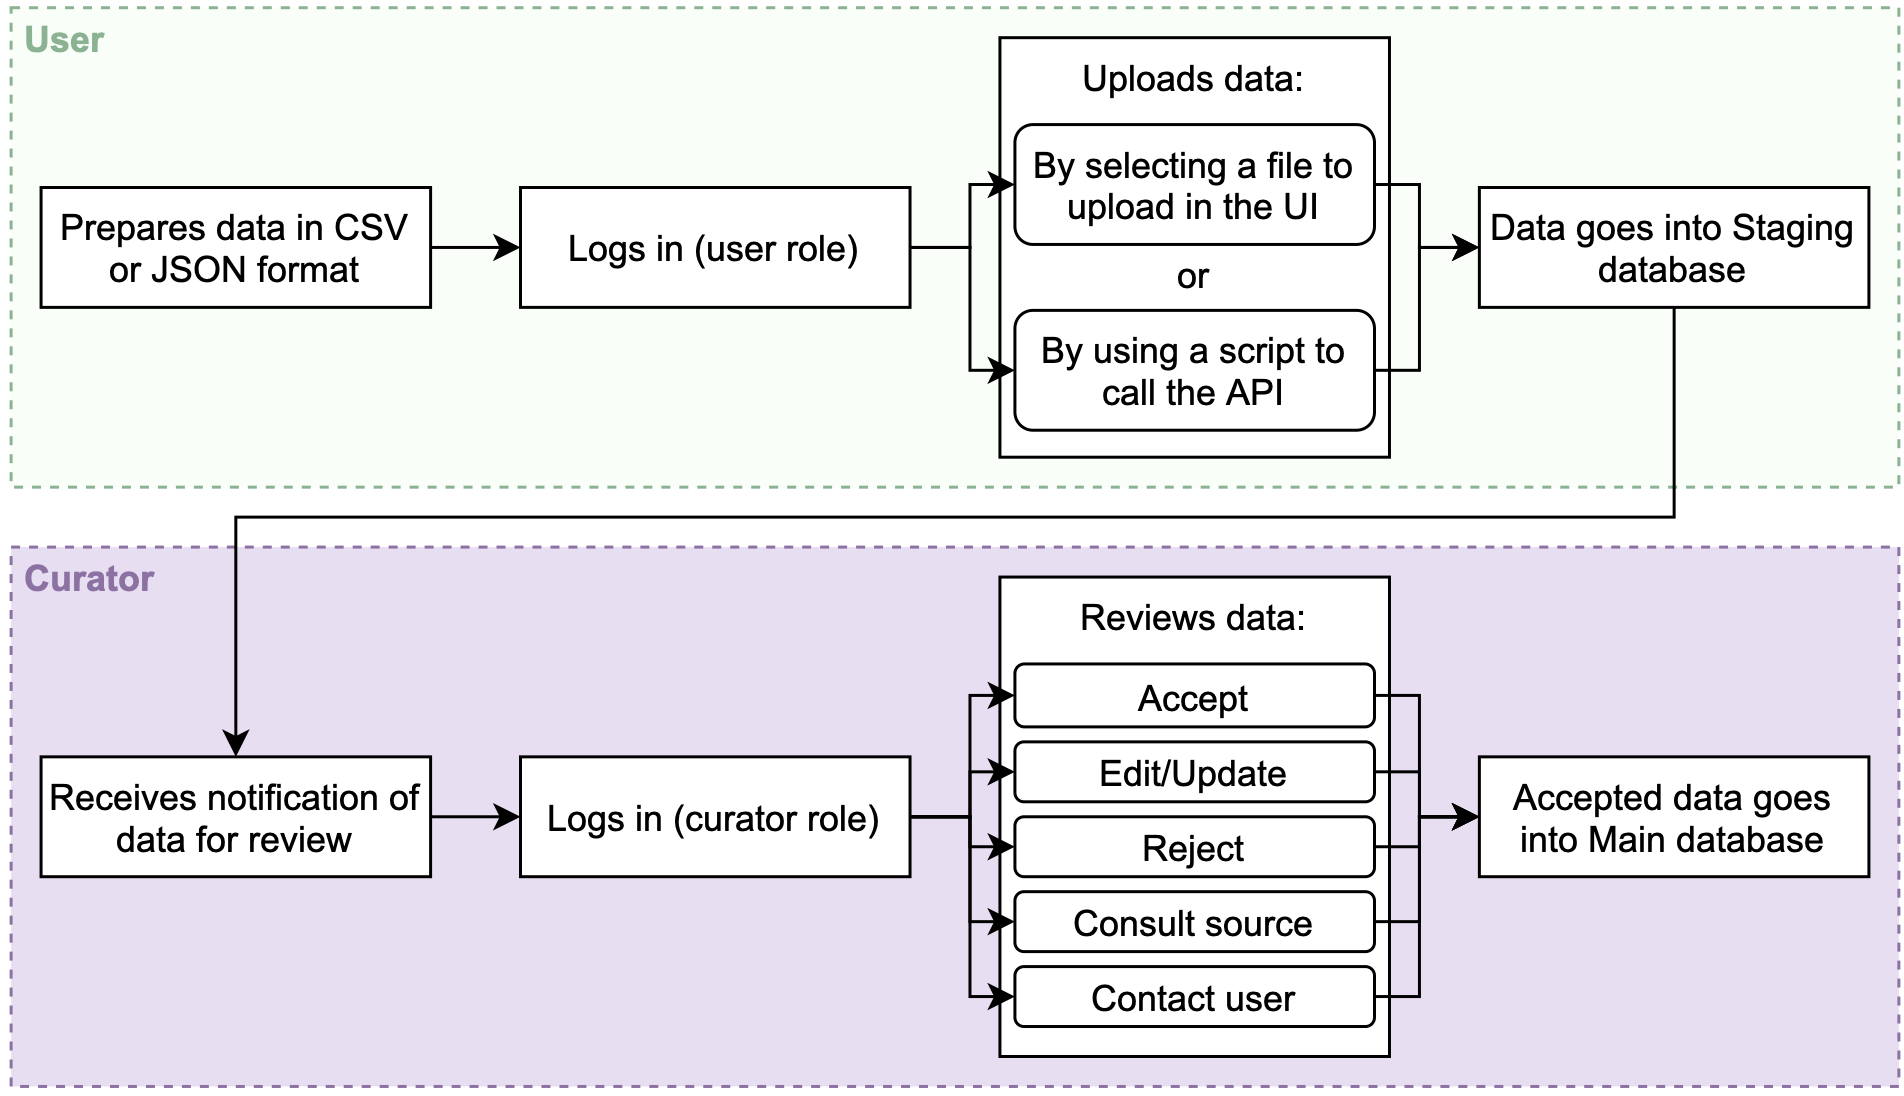 User
Prepares data in CSV
or JSON format
Logs in (user role)
Uploads data:
By selecting a file to
upload in the UI
or
By using a script to
call the API
Data goes into Staging
database
Curator
Receives notification of
data for review
Logs in (curator role)
Reviews data:
Accept
Edit/Update
Reject
Consult source
Contact user
Accepted data goes
into Main database